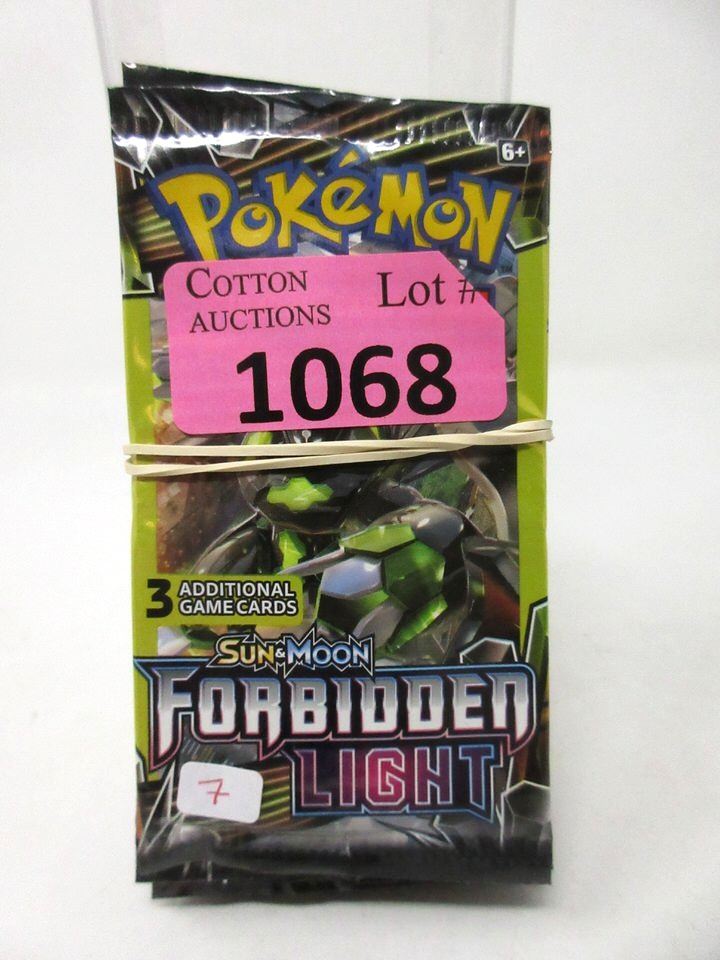 6+
POKéMON
COTTON
AUCTIONS
Lot #
1068
3 ADDITIONAL
GAME CARDS
SUN & MOON
FORBIDDEN
LIGHT
7